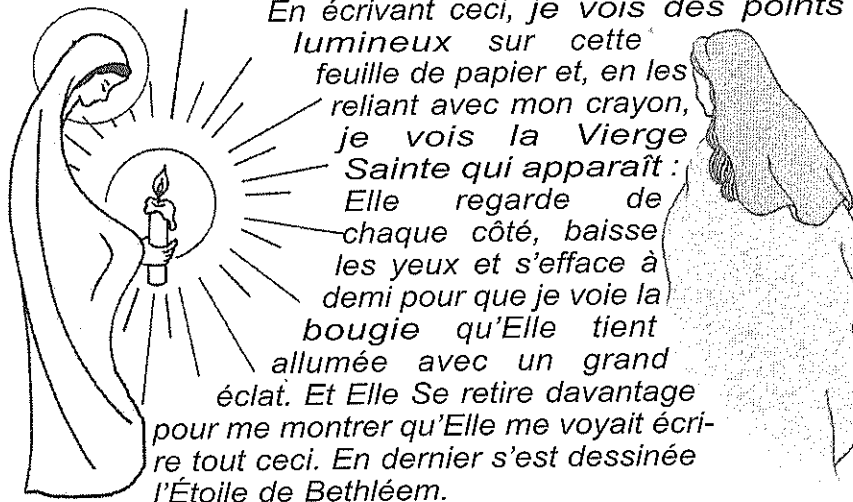 En écrivant ceci, je vois des points
lumineux sur cette
feuille de papier et, en les
reliant avec mon crayon,
je vois la Vierge
Sainte qui apparaît :
Elle regarde de
chaque côté, baisse
les yeux et s'efface à
demi pour que je voie la
bougie qu'Elle tient
allumée avec un grand
éclat. Et Elle Se retire davantage
pour me montrer qu'Elle me voyait écri-
re tout ceci. En dernier s'est dessinée
l'Étoile de Bethléem.